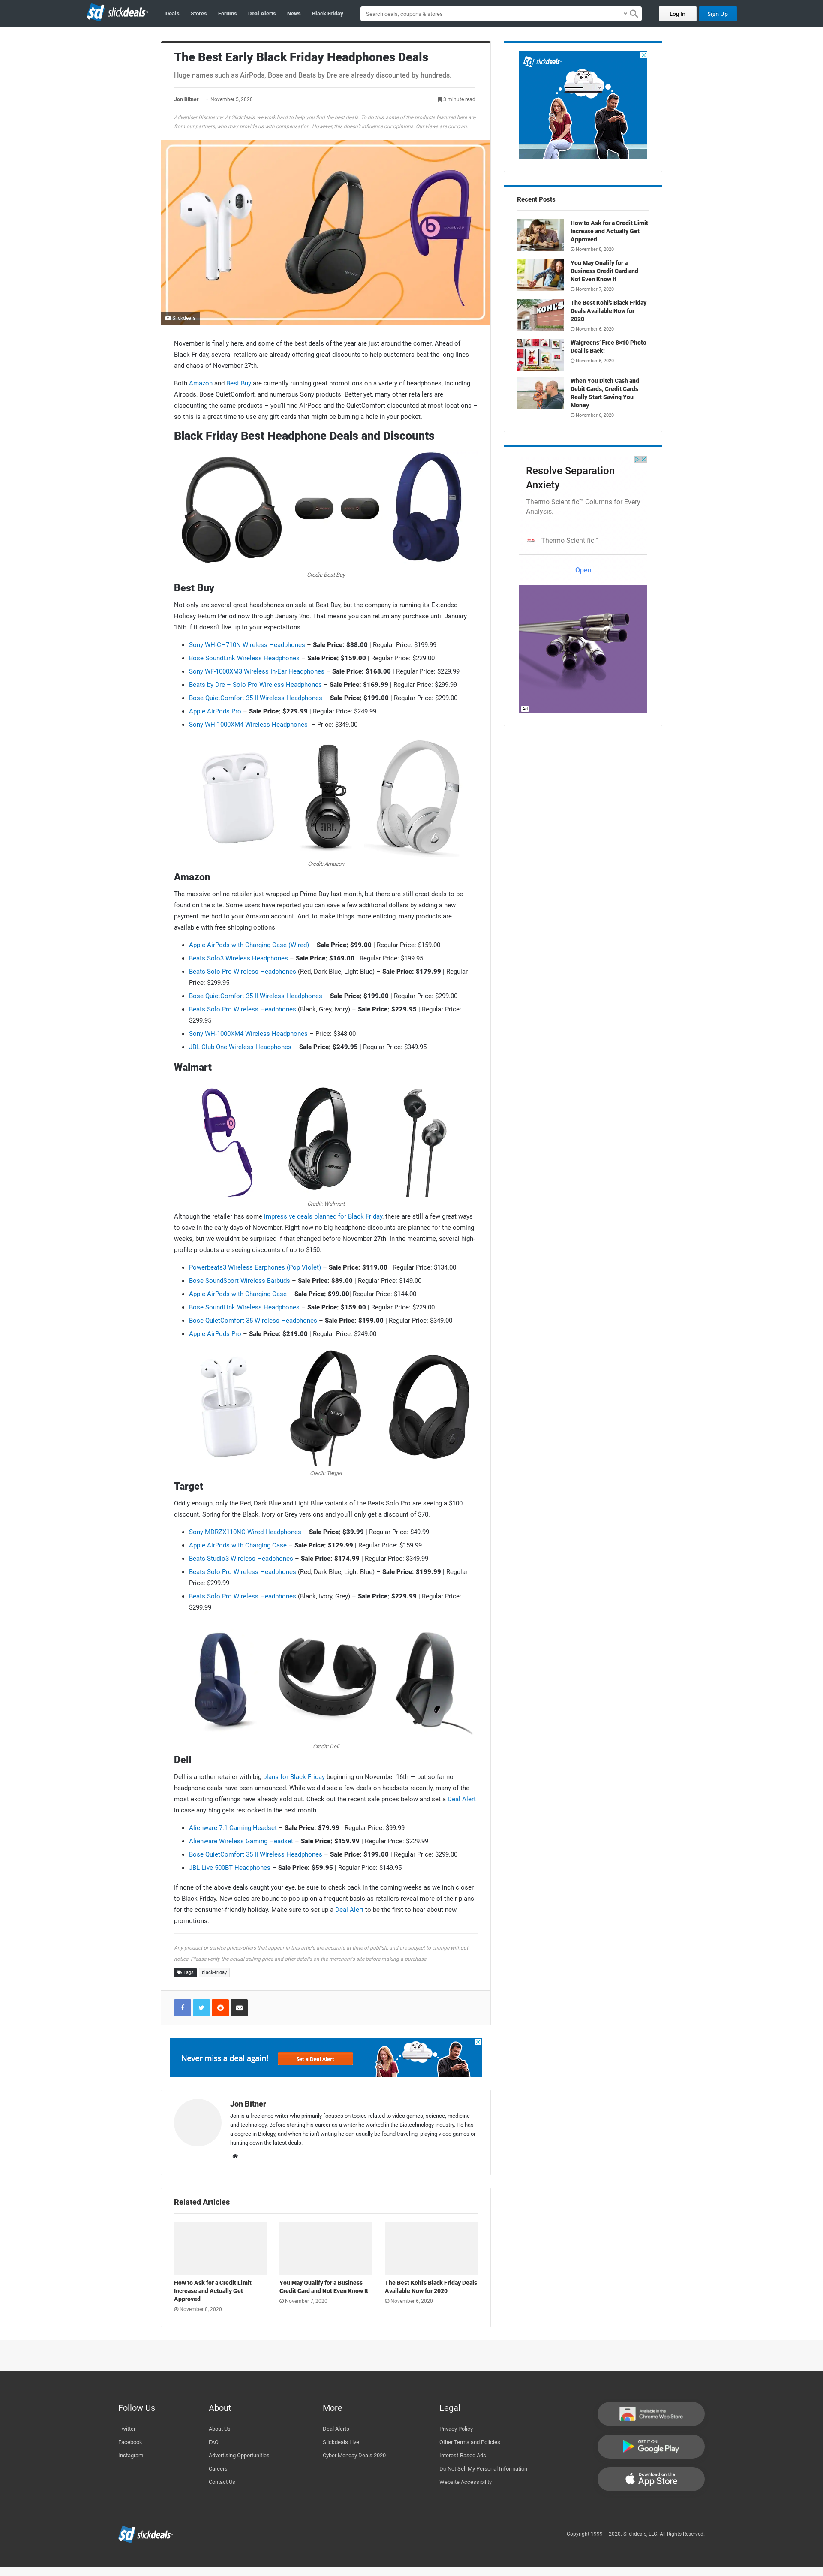 slickdeals
Deals
Stores
Forums
Deal Alerts
News
Black Friday
Search deals, coupons & stores
Log In
Sign Up
The Best Early Black Friday Headphones Deals
Huge names such as AirPods, Bose and Beats by Dre are already discounted by hundreds.
Jon Bitner
November 5, 2020
3 minute read
Advertiser Disclosure: At Slickdeals, we work hard to help you find the best deals. To do this, some of the products featured here are
from our partners, who may provide us with compensation. However, this doesn't influence our opinions. Our views are our own.
Slickdeals
November is finally here, and some of the best deals of the year are just around the corner. Ahead of
Black Friday, several retailers are already offering great discounts to help customers beat the long lines
and chaos of November 27th.
Both Amazon and Best Buy are currently running great promotions on a variety of headphones, including
Airpods, Bose QuietComfort, and numerous Sony products. Better yet, many other retailers are
discounting the same products – you'll find AirPods and the QuietComfort discounted at most locations –
so this is a great time to use any gift cards that might be burning a hole in your pocket.
Black Friday Best Headphone Deals and Discounts
Credit: Best Buy
Best Buy
Not only are several great headphones on sale at Best Buy, but the company is running its Extended
Holiday Return Period now through January 2nd. That means you can return any purchase until January
16th if it doesn't live up to your expectations.
Sony WH-CH710N Wireless Headphones – Sale Price: $88.00 | Regular Price: $199.99
Bose SoundLink Wireless Headphones – Sale Price: $159.00 | Regular Price: $229.00
Sony WF-1000XM3 Wireless In-Ear Headphones – Sale Price: $168.00 | Regular Price: $229.99
Beats by Dre – Solo Pro Wireless Headphones – Sale Price: $169.99 | Regular Price: $299.99
Bose QuietComfort 35 II Wireless Headphones – Sale Price: $199.00 | Regular Price: $299.00
Apple AirPods Pro – Sale Price: $229.99 | Regular Price: $249.99
Sony WH-1000XM4 Wireless Headphones – Price: $349.00
JBL
Credit: Amazon
Amazon
The massive online retailer just wrapped up Prime Day last month, but there are still great deals to be
found on the site. Some users have reported you can save a few additional dollars by adding a new
payment method to your Amazon account. And, to make things more enticing, many products are
available with free shipping options.
Apple AirPods with Charging Case (Wired) – Sale Price: $99.00 | Regular Price: $159.00
Beats Solo3 Wireless Headphones – Sale Price: $169.00 | Regular Price: $199.95
Beats Solo Pro Wireless Headphones (Red, Dark Blue, Light Blue) – Sale Price: $179.99 | Regular
Price: $299.95
Bose QuietComfort 35 II Wireless Headphones – Sale Price: $199.00 | Regular Price: $299.00
Beats Solo Pro Wireless Headphones (Black, Grey, Ivory) – Sale Price: $229.95 | Regular Price:
$299.95
Sony WH-1000XM4 Wireless Headphones – Price: $348.00
JBL Club One Wireless Headphones – Sale Price: $249.95 | Regular Price: $349.95
Walmart
Credit: Walmart
Although the retailer has some impressive deals planned for Black Friday, there are still a few great ways
to save in the early days of November. Right now no big headphone discounts are planned for the coming
weeks, but we wouldn't be surprised if that changed before November 27th. In the meantime, several high-
profile products are seeing discounts of up to $150.
Powerbeats3 Wireless Earphones (Pop Violet) – Sale Price: $119.00 | Regular Price: $134.00
Bose SoundSport Wireless Earbuds – Sale Price: $89.00 | Regular Price: $149.00
Apple AirPods with Charging Case – Sale Price: $99.00| Regular Price: $144.00
Bose SoundLink Wireless Headphones – Sale Price: $159.00 | Regular Price: $229.00
Bose QuietComfort 35 Wireless Headphones – Sale Price: $199.00 | Regular Price: $349.00
Apple AirPods Pro – Sale Price: $219.00 | Regular Price: $249.00
SONY
Credit: Target
Target
Oddly enough, only the Red, Dark Blue and Light Blue variants of the Beats Solo Pro are seeing a $100
discount. Spring for the Black, Ivory or Grey versions and you'll only get a discount of $70.
Sony MDRZX110NC Wired Headphones – Sale Price: $39.99 | Regular Price: $49.99
Apple AirPods with Charging Case – Sale Price: $129.99 | Regular Price: $159.99
Beats Studio3 Wireless Headphones – Sale Price: $174.99 | Regular Price: $349.99
Beats Solo Pro Wireless Headphones (Red, Dark Blue, Light Blue) – Sale Price: $199.99 | Regular
Price: $299.99
Beats Solo Pro Wireless Headphones (Black, Ivory, Grey) – Sale Price: $229.99 | Regular Price:
$299.99
Credit: Dell
Dell
Dell is another retailer with big plans for Black Friday beginning on November 16th — but so far no
headphone deals have been announced. While we did see a few deals on headsets recently, many of the
most exciting offerings have already sold out. Check out the recent sale prices below and set a Deal Alert
in case anything gets restocked in the next month.
Alienware 7.1 Gaming Headset – Sale Price: $79.99 | Regular Price: $99.99
Alienware Wireless Gaming Headset – Sale Price: $159.99 | Regular Price: $229.99
Bose QuietComfort 35 II Wireless Headphones – Sale Price: $199.00 | Regular Price: $299.00
JBL Live 500BT Headphones – Sale Price: $59.95 | Regular Price: $149.95
If none of the above deals caught your eye, be sure to check back in the coming weeks as we inch closer
to Black Friday. New sales are bound to pop up on a frequent basis as retailers reveal more of their plans
for the consumer-friendly holiday. Make sure to set up a Deal Alert to be the first to hear about new
promotions.
Any product or service prices/offers that appear in this article are accurate at time of publish, and are subject to change without
notice. Please verify the actual selling price and offer details on the merchant's site before making a purchase.
Tags
black-friday
Never miss a deal again!
Set a Deal Alert
Jon Bitner
Jon is a freelance writer who primarily focuses on topics related to video games, science, medicine
and technology. Before starting his career as a writer he worked in the Biotechnology industry. He has
a degree in Biology, and when he isn't writing he can usually be found traveling, playing video games or
hunting down the latest deals.
Related Articles
How to Ask for a Credit Limit
Increase and Actually Get
Approved
November 8, 2020
You May Qualify for a Business
Credit Card and Not Even Know It
November 7, 2020
The Best Kohl's Black Friday Deals
Available Now for 2020
November 6, 2020
slickdeals
Recent Posts
How to Ask for a Credit Limit
Increase and Actually Get
Approved
November 8, 2020
You May Qualify for a
Business Credit Card and
Not Even Know It
November 7, 2020
KOHL'S
The Best Kohl's Black Friday
Deals Available Now for
2020
November 6, 2020
Walgreens' Free 8×10 Photo
Deal is Back!
November 6, 2020
When You Ditch Cash and
Debit Cards, Credit Cards
Really Start Saving You
Money
November 6, 2020
Resolve Separation
Anxiety
Thermo Scientific™ Columns for Every
Analysis.
Thermo Scientific™
Open
Ad
Follow Us
Twitter
Facebook
Instagram
About
About Us
FAQ
Advertising Opportunities
Careers
Contact Us
More
Deal Alerts
Slickdeals Live
Cyber Monday Deals 2020
Legal
Privacy Policy
Other Terms and Policies
Interest-Based Ads
Do Not Sell My Personal Information
Website Accessibility
Available in the
Chrome Web Store
GET IT ON
Google Play
Download on the
App Store
slickdeals
Copyright 1999 – 2020. Slickdeals, LLC. All Rights Reserved.